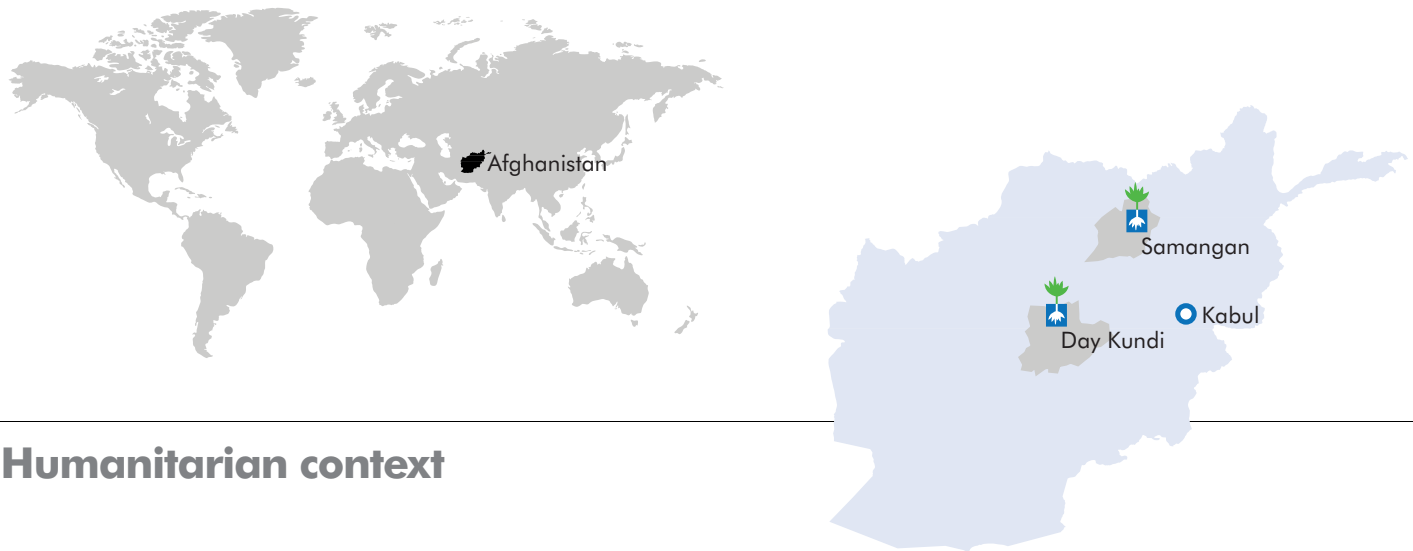 Afghanistan
Samangan
Kabul
Day Kundi
Humanitarian context